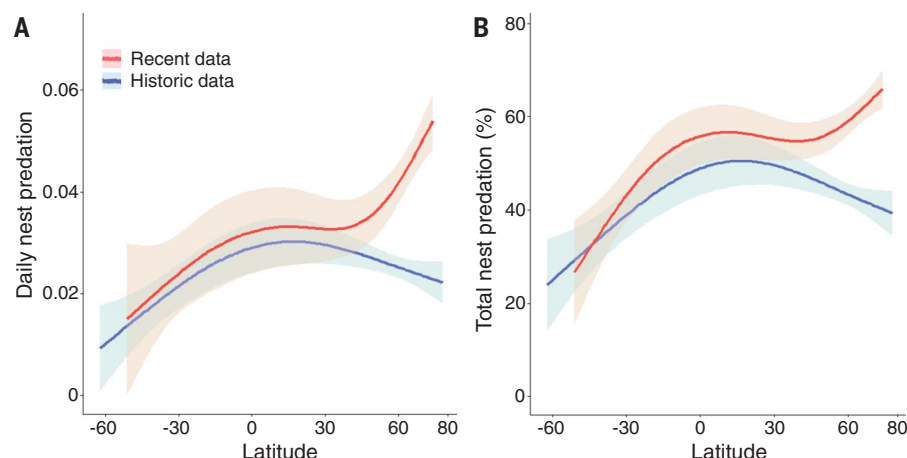 A
Recent data
Historic data
Daily nest predation
0.06
0.04
0.02
0
-60 -30 0 30 60 80
Latitude
B
Total nest predation (%)
80
60
40
20
0
-60 -30 0 30 60 80
Latitude